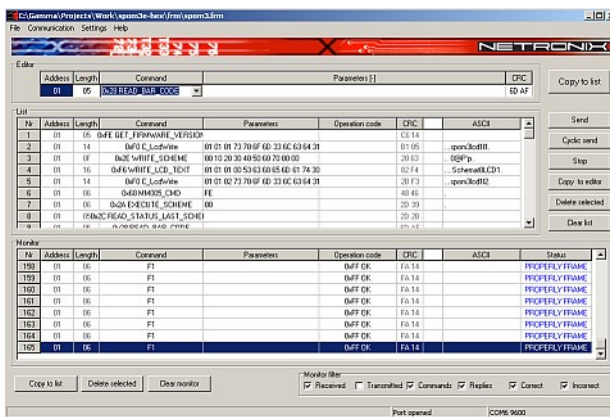 C:\Gamma\Projects\Work\spom3e-hex\frm\spom3.frm
File Communication Settings Help
NETRONIX
Editor
Address Length Command Parameters [-] CRC
01 05 0x28 READ_BAR_CODE 6D AF
Copy to list
List
Nr Address Length Command Parameters Operation code CRC ASCII
1 01 05 0xFE GET_FIRMWARE_VERSION C6 14
2 01 14 0xF0 C_LcdWrite 01 01 01 73 70 6F 6D 33 6C 63 64 31 B1 05 ...spom3lcd1
3 01 0F 0x2E WRITE_SCHEME 00 10 20 30 40 50 60 70 80 00 28 63
4 01 16 0xF6 WRITE_LCD_TEXT 01 01 00 53 63 68 65 6D 61 74 30 82 F4 ...Schemat0LCD1.
5 01 14 0xF0 C_LcdWrite 01 02 73 70 6F 6D 33 6C 63 64 31 2B F3
6 01 06 0x60 MM005_CMD FE 40 46
7 01 06 0x2A EXECUTE_SCHEME 00 2D 39
8 01 05 0x2C READ_STATUS_LAST_SCHE 2D 2B
Send
Cyclic send
Stop
Copy to editor
Delete selected
Clear list
Monitor
Nr Address Length Command Parameters Operation code CRC ASCII Status
158 01 06 F1 0xFF OK FA 14 PROPERLY FRAME
159 01 06 F1 0xFF OK FA 14 PROPERLY FRAME
160 01 06 F1 0xFF OK FA 14 PROPERLY FRAME
161 01 06 F1 0xFF OK FA 14 PROPERLY FRAME
162 01 06 F1 0xFF OK FA 14 PROPERLY FRAME
163 01 06 F1 0xFF OK FA 14 PROPERLY FRAME
164 01 06 F1 0xFF OK FA 14 PROPERLY FRAME
165 01 06 F1 0xFF OK FA 14 PROPERLY FRAME
Copy to list Delete selected Clear monitor
Monitor filter
Received Transmitted Commands Replies Correct Incorrect
Port opened COM6 9600